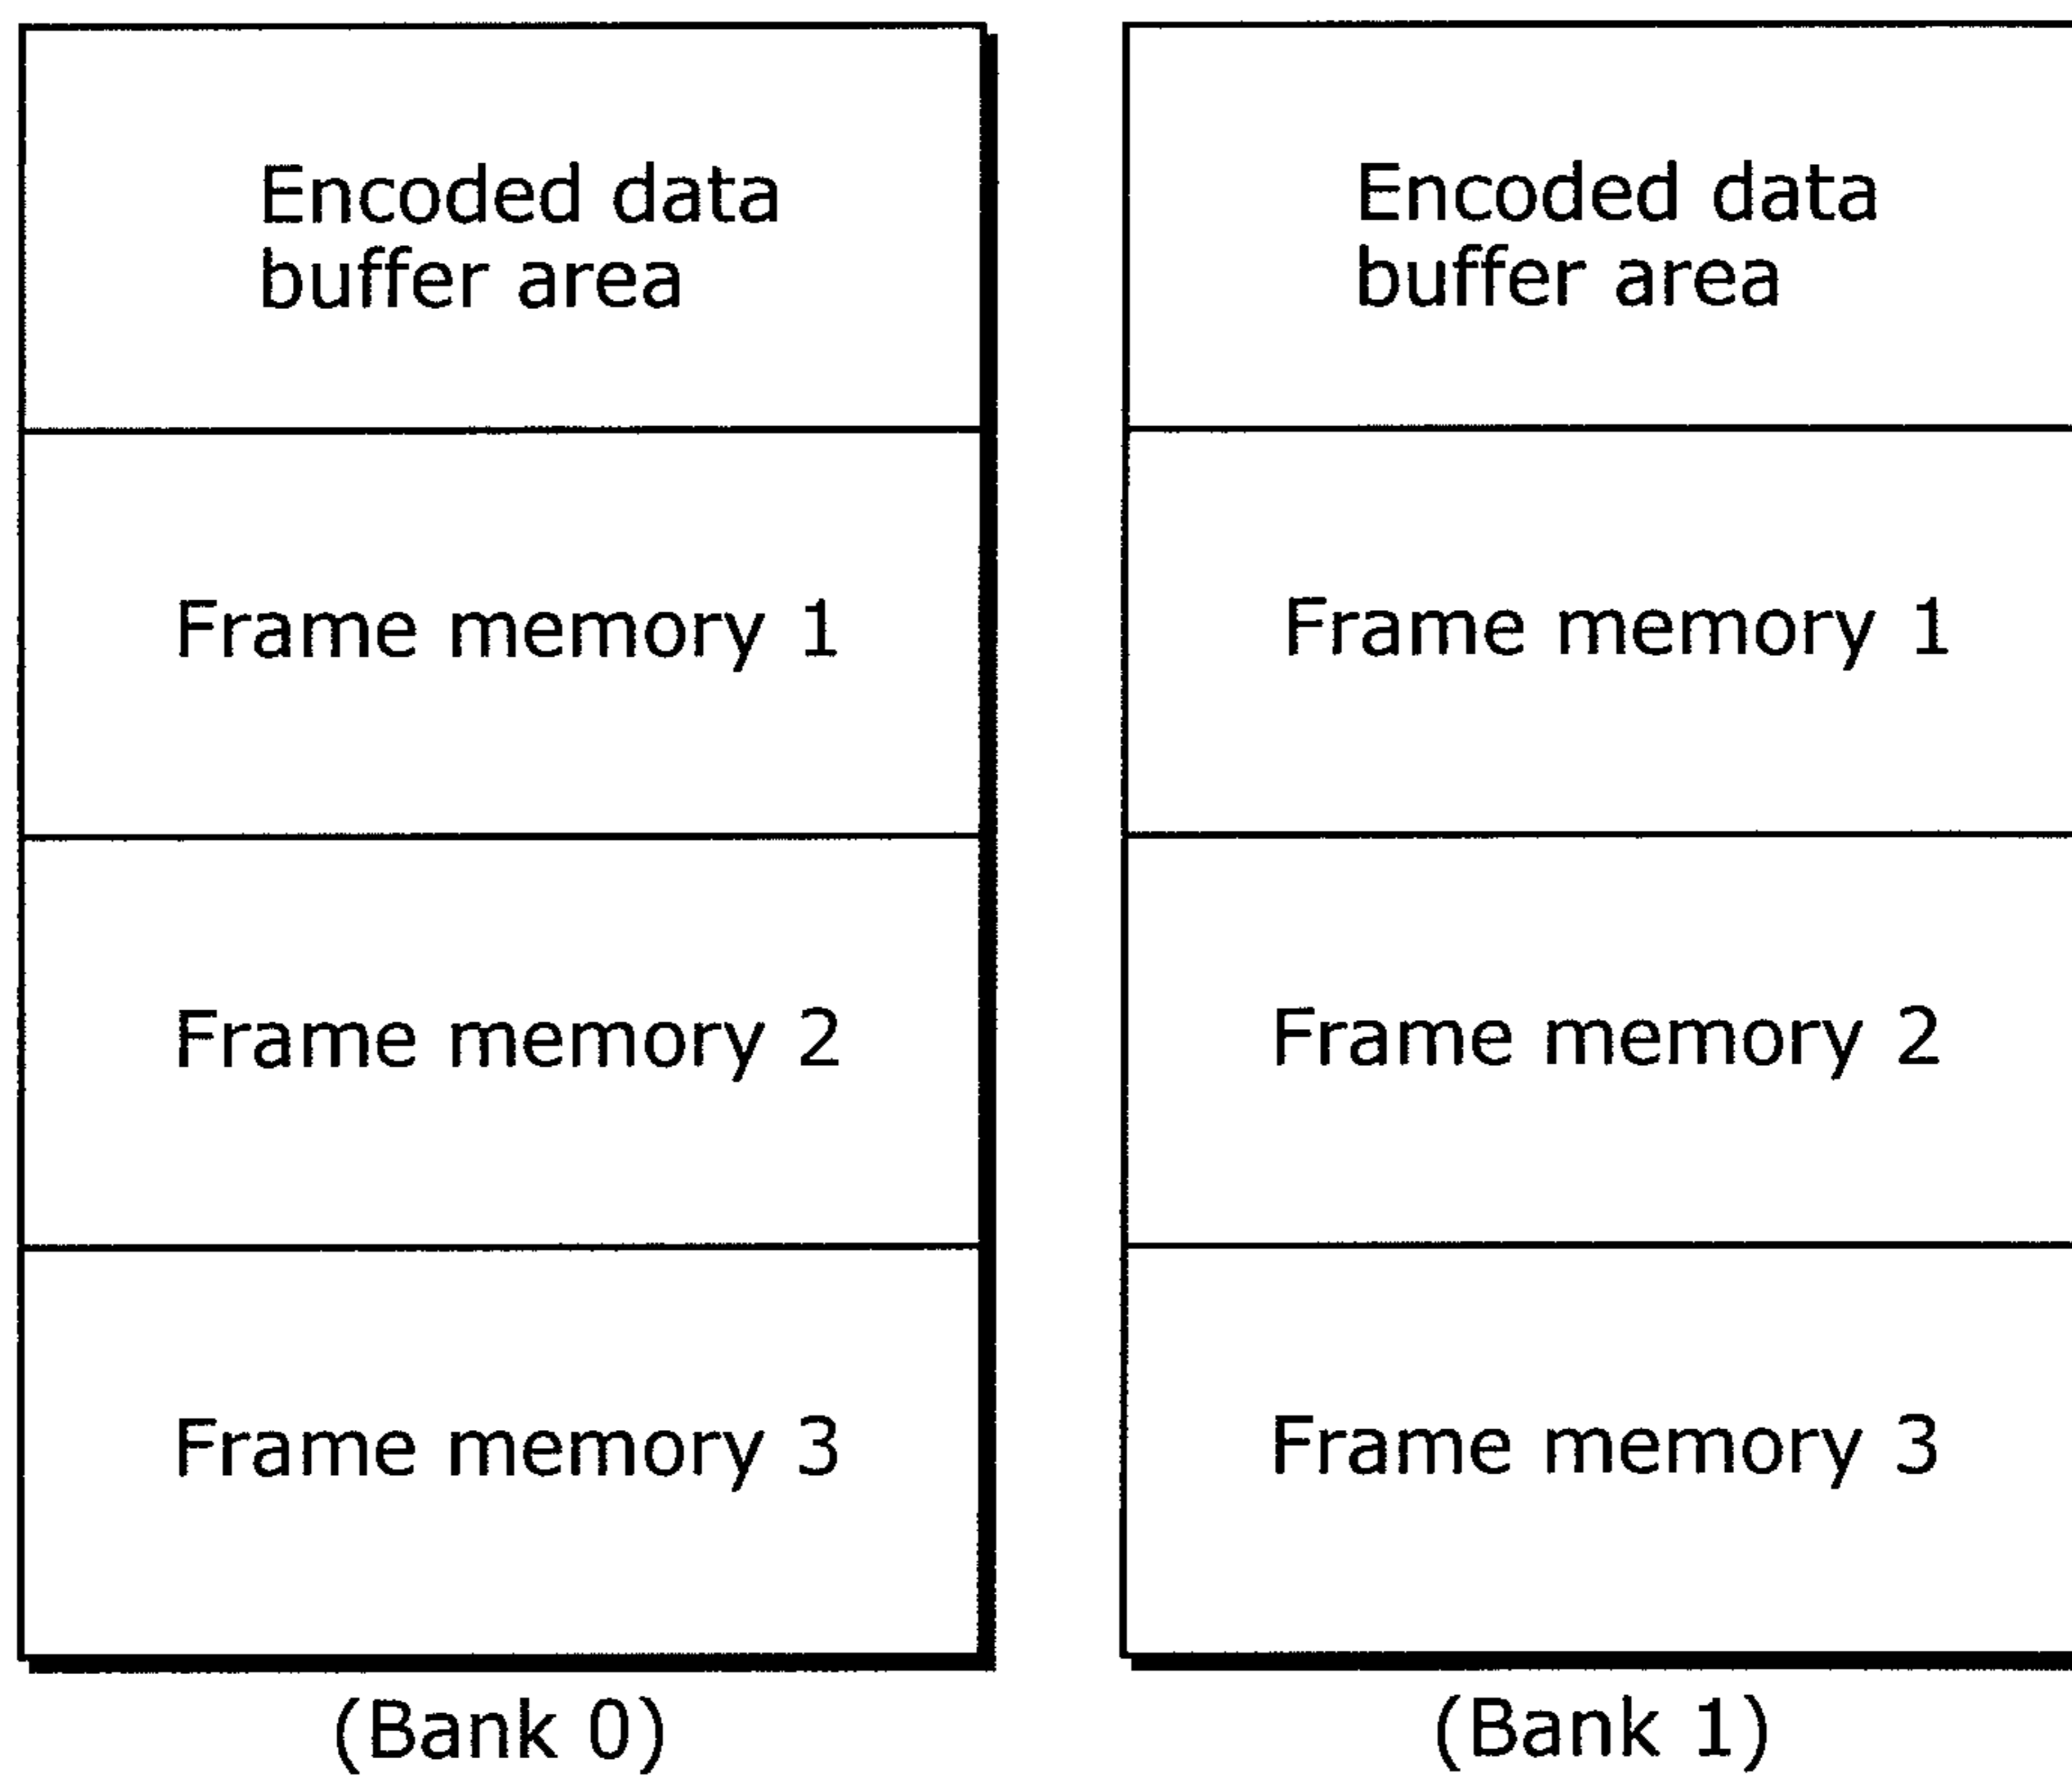 Encoded data
buffer area
Frame memory 1
Frame memory 2
Frame memory 3
(Bank 0)
Encoded data
buffer area
Frame memory 1
Frame memory 2
Frame memory 3
(Bank 1)